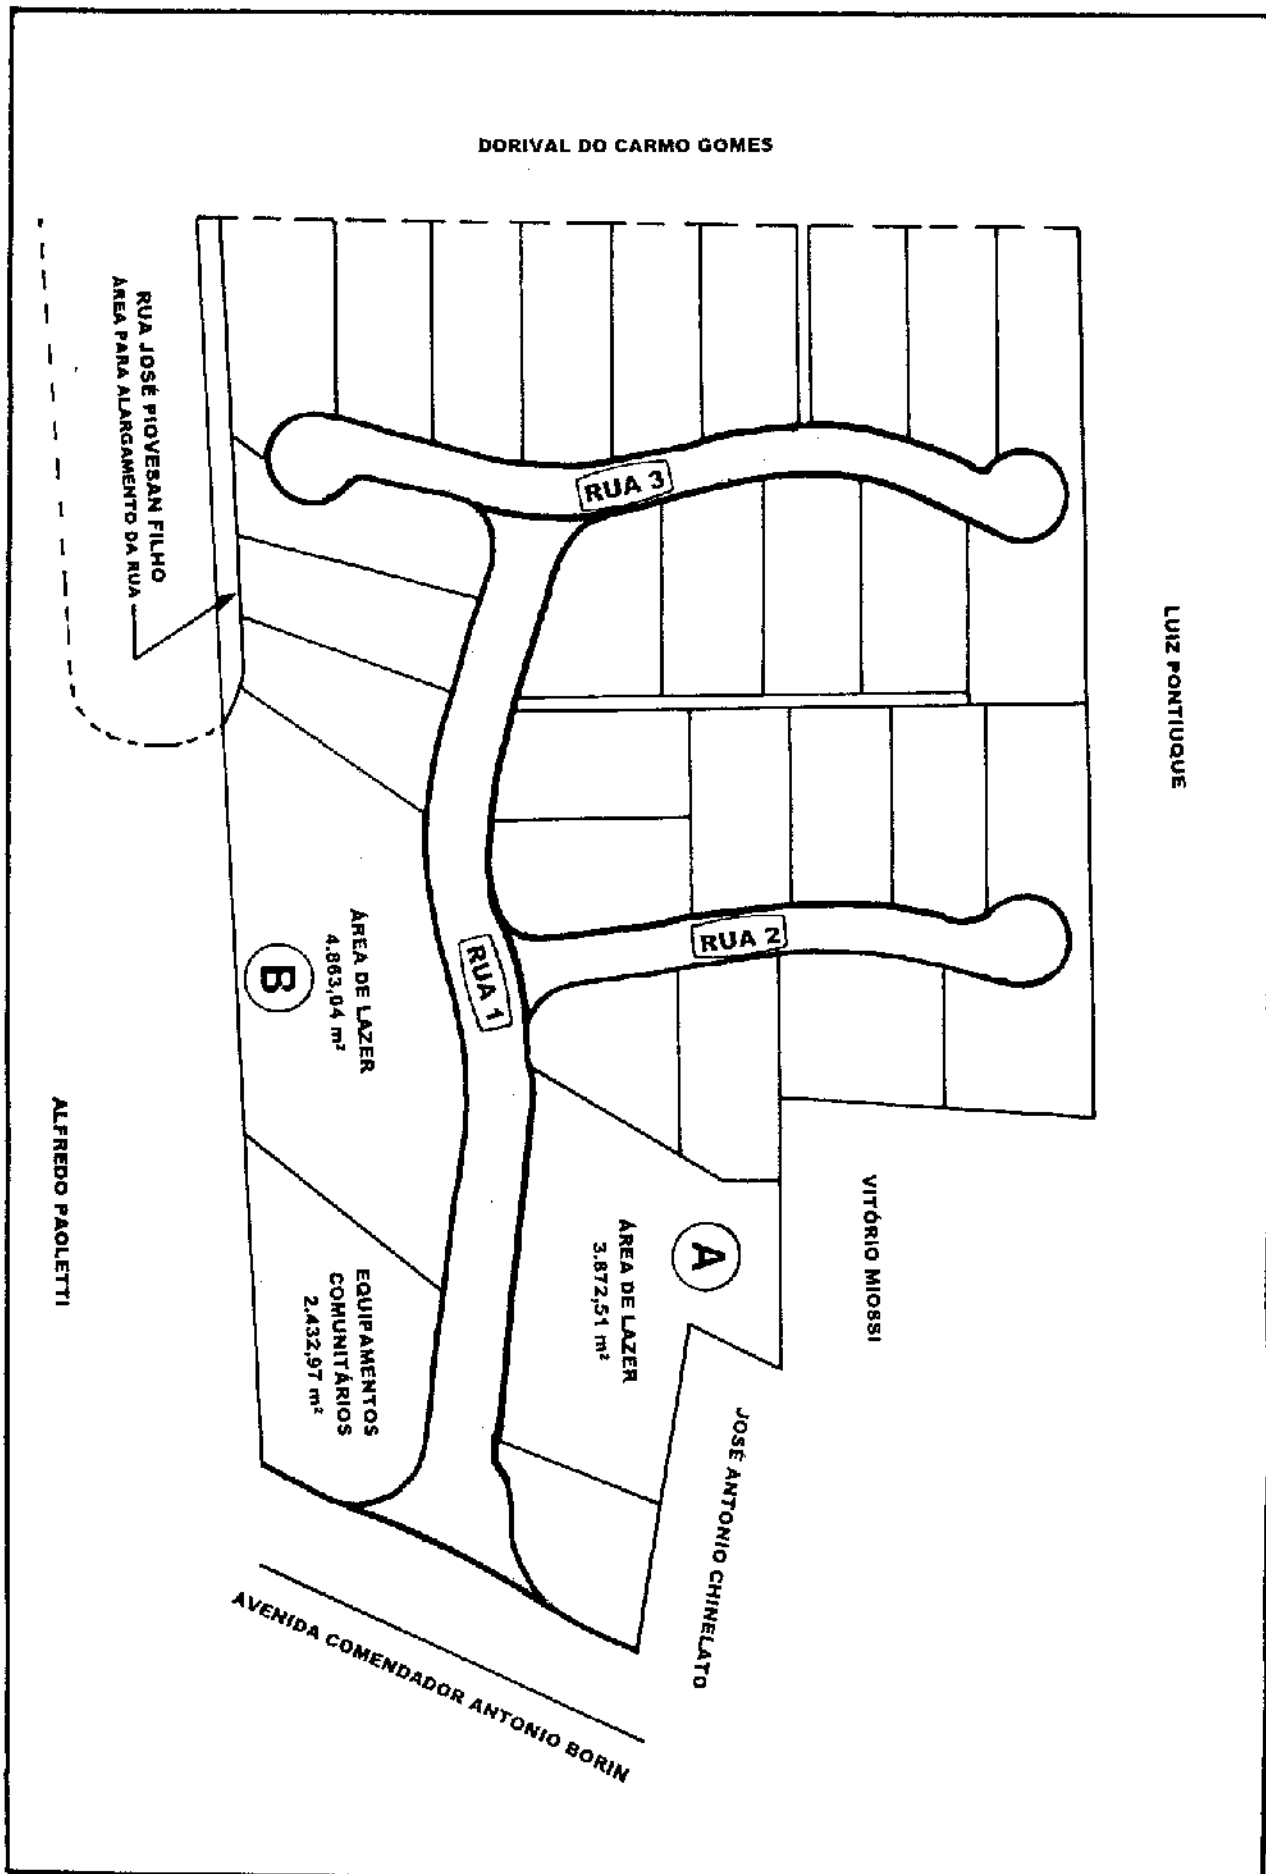 DORIVAL DO CARMO GOMES
RUA JOSÉ PIOVESAN FILHO
ÁREA PARA ALARGAMENTO DA RUA
RUA 3
LUIZ PONTIUQUE
RUA 2
RUA 1
ÁREA DE LAZER
4.863,04 m²
B
ALFREDO PAOLETTI
A
ÁREA DE LAZER
3.872,51 m²
VITÓRIO MIOSSI
EQUIPAMENTOS
COMUNITÁRIOS
2.432,97 m²
JOSÉ ANTONIO CHINELATO
AVENIDA COMENDADOR ANTONIO BORIN